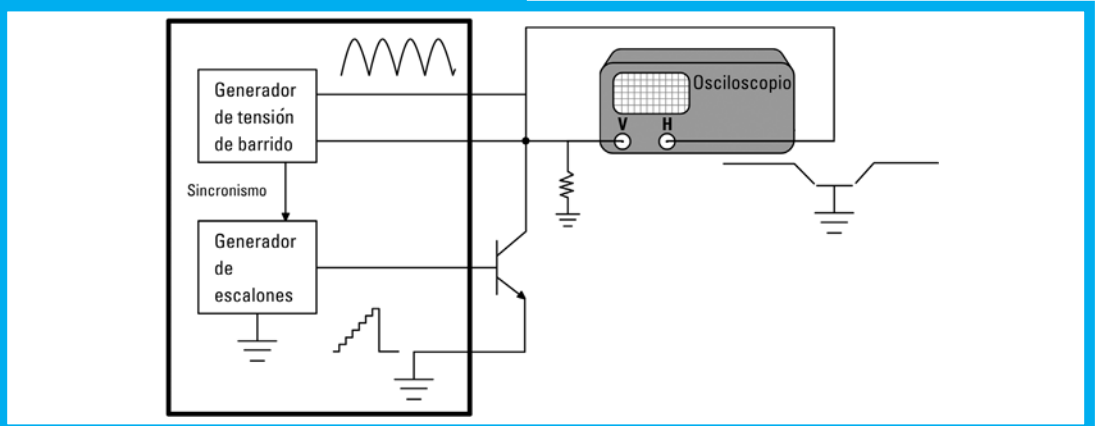 Generador
de tensión
de barrido
Osciloscopio
V H
Sincronismo
Generador
de
escalones